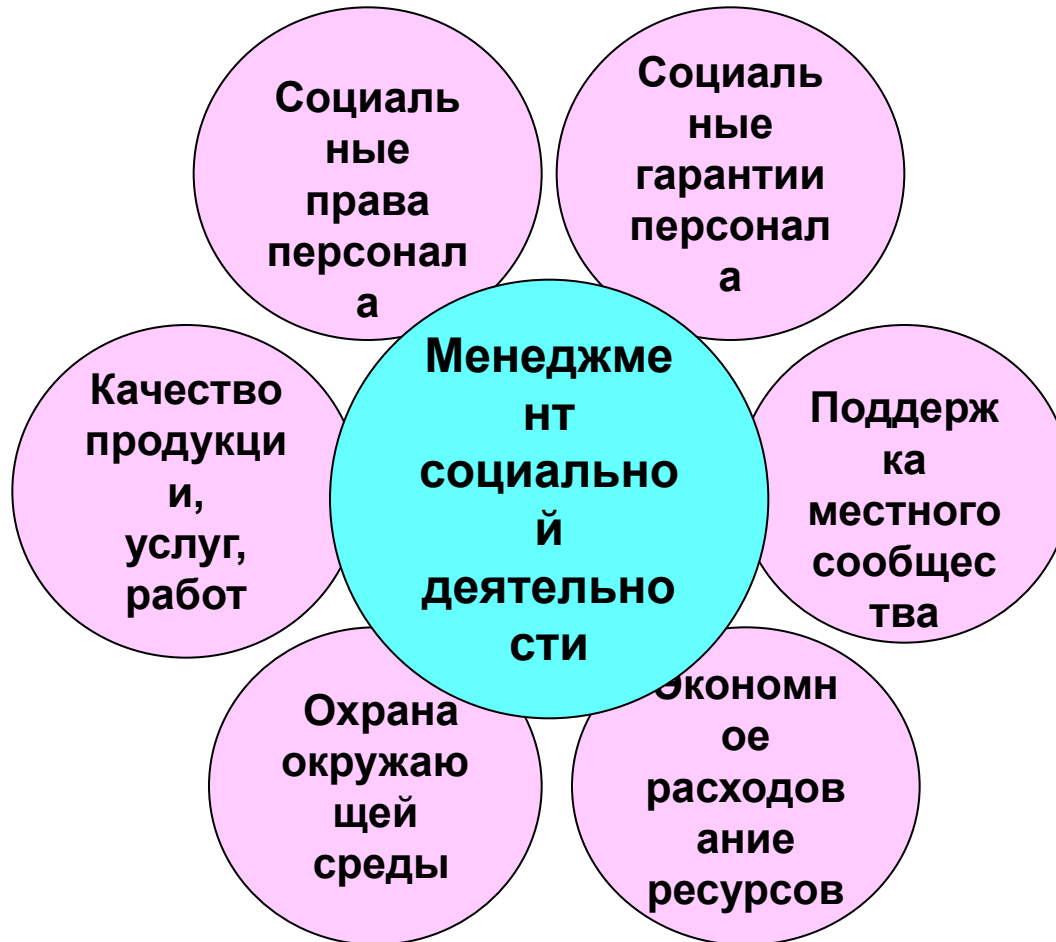 Социаль
ные
права
персонал
а
Социаль
ные
гарантии
персонал
а
Менеджме
нт
социально
й
деятельно
сти
Качество
продукци
и,
услуг,
работ
Поддерж
ка
местного
сообщес
тва
Охрана
окружаю
щей
среды
Экономн
ое
расходов
ание
ресурсов